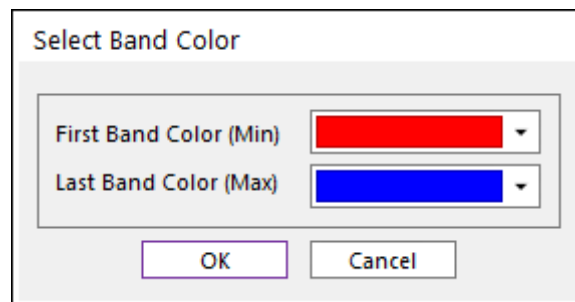 Select Band Color
First Band Color (Min)
Last Band Color (Max)
OK Cancel